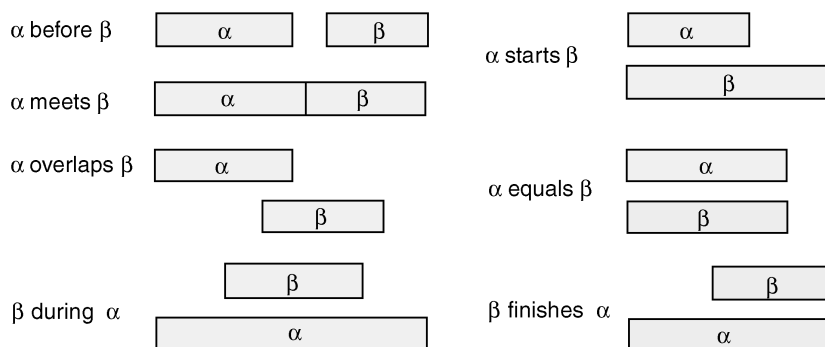 α before β
α
β
α meets β
α
β
α overlaps β
α
β
β during α
β
α
α starts β
α
β
α equals β
α
β
β finishes α
β
α